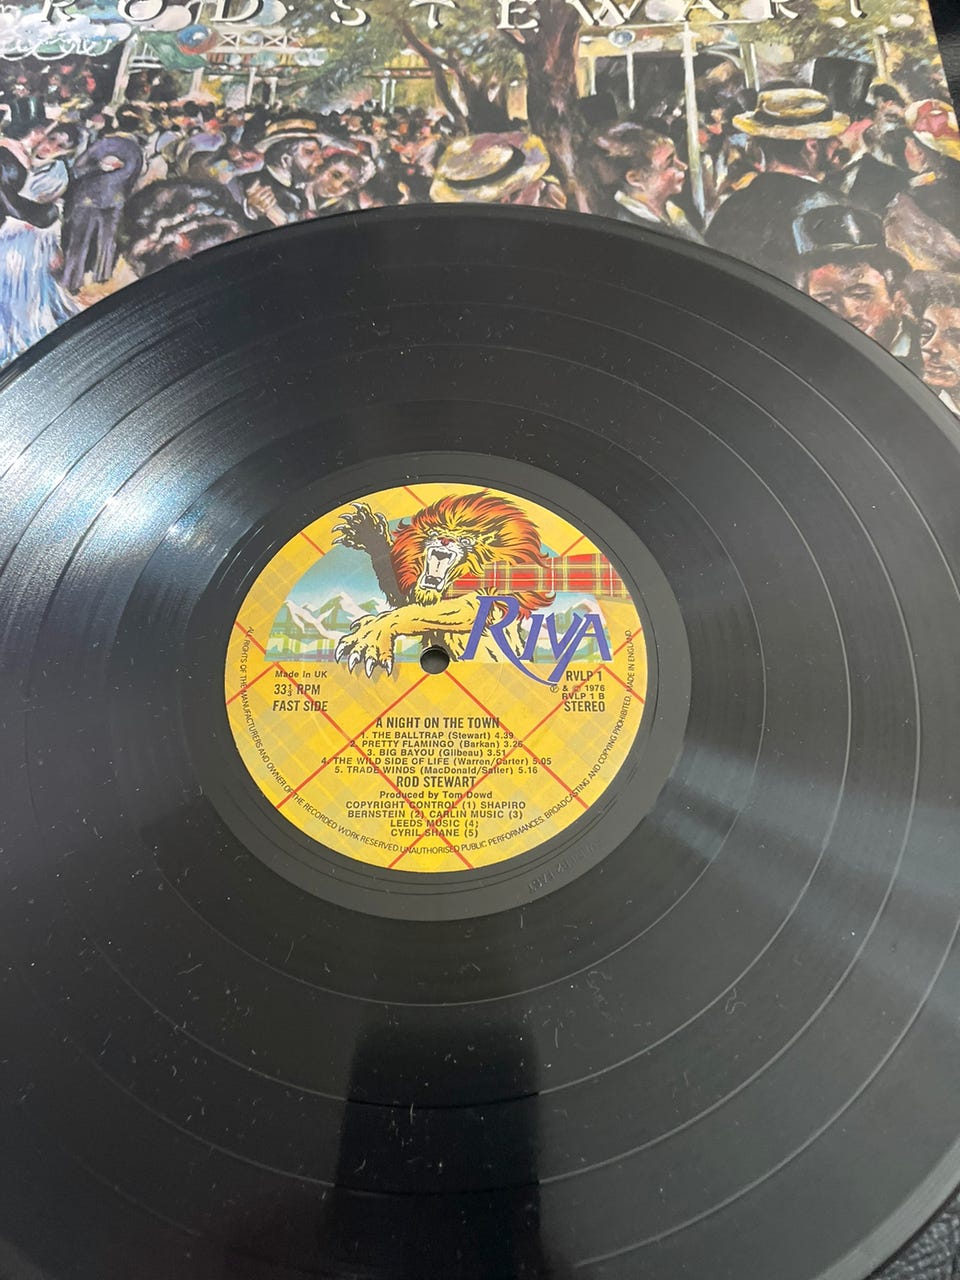 ROD STEWART
RIVA
Made in UK
33⅓ RPM
FAST SIDE
RVLP 1
℗ & © 1976
RVLP 1 B
STEREO
A NIGHT ON THE TOWN
1. THE BALLTRAP (Stewart) 4.39
2. PRETTY FLAMINGO (Barkan) 3.26
3. BIG BAYOU (Gilbeau) 3.51
4. THE WILD SIDE OF LIFE (Warren/Carter) 5.05
5. TRADE WINDS (MacDonald/Salter) 5.16
ROD STEWART
Produced by Tom Dowd
COPYRIGHT CONTROL (1) SHAPIRO
BERNSTEIN (2) CARLIN MUSIC (3)
LEEDS MUSIC (4)
CYRIL SHANE (5)
ALL RIGHTS OF THE MANUFACTURERS AND OWNER OF THE RECORDED WORK RESERVED. UNAUTHORISED PUBLIC PERFORMANCES, BROADCASTING AND COPYING PROHIBITED. MADE IN ENGLAND